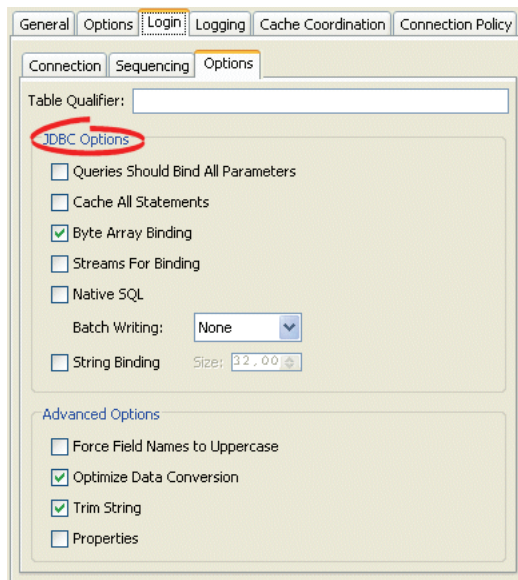 General Options Login Logging Cache Coordination Connection Policy
Connection Sequencing Options
Table Qualifier:
JDBC Options
Queries Should Bind All Parameters
Cache All Statements
Byte Array Binding
Streams For Binding
Native SQL
Batch Writing: None
String Binding Size: 32,00
Advanced Options
Force Field Names to Uppercase
Optimize Data Conversion
Trim String
Properties